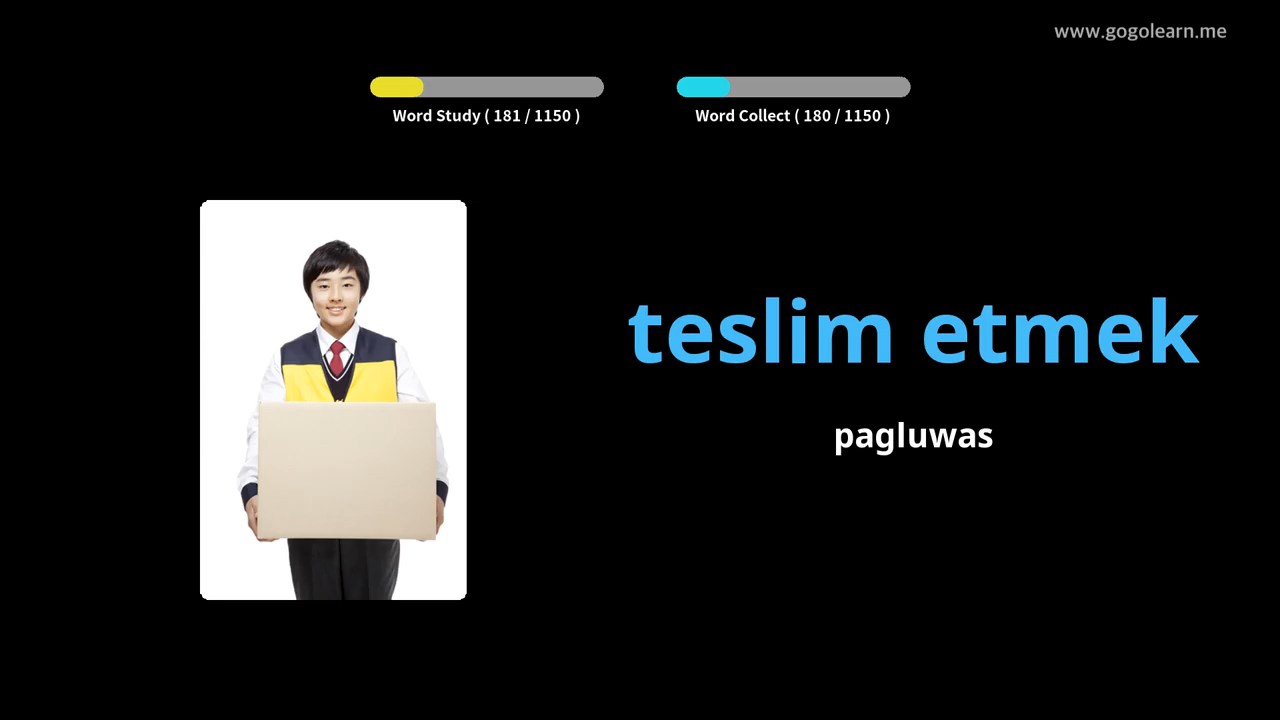 www.gogolearn.me
Word Study ( 181 / 1150 )
Word Collect ( 180 / 1150 )
teslim etmek
pagluwas